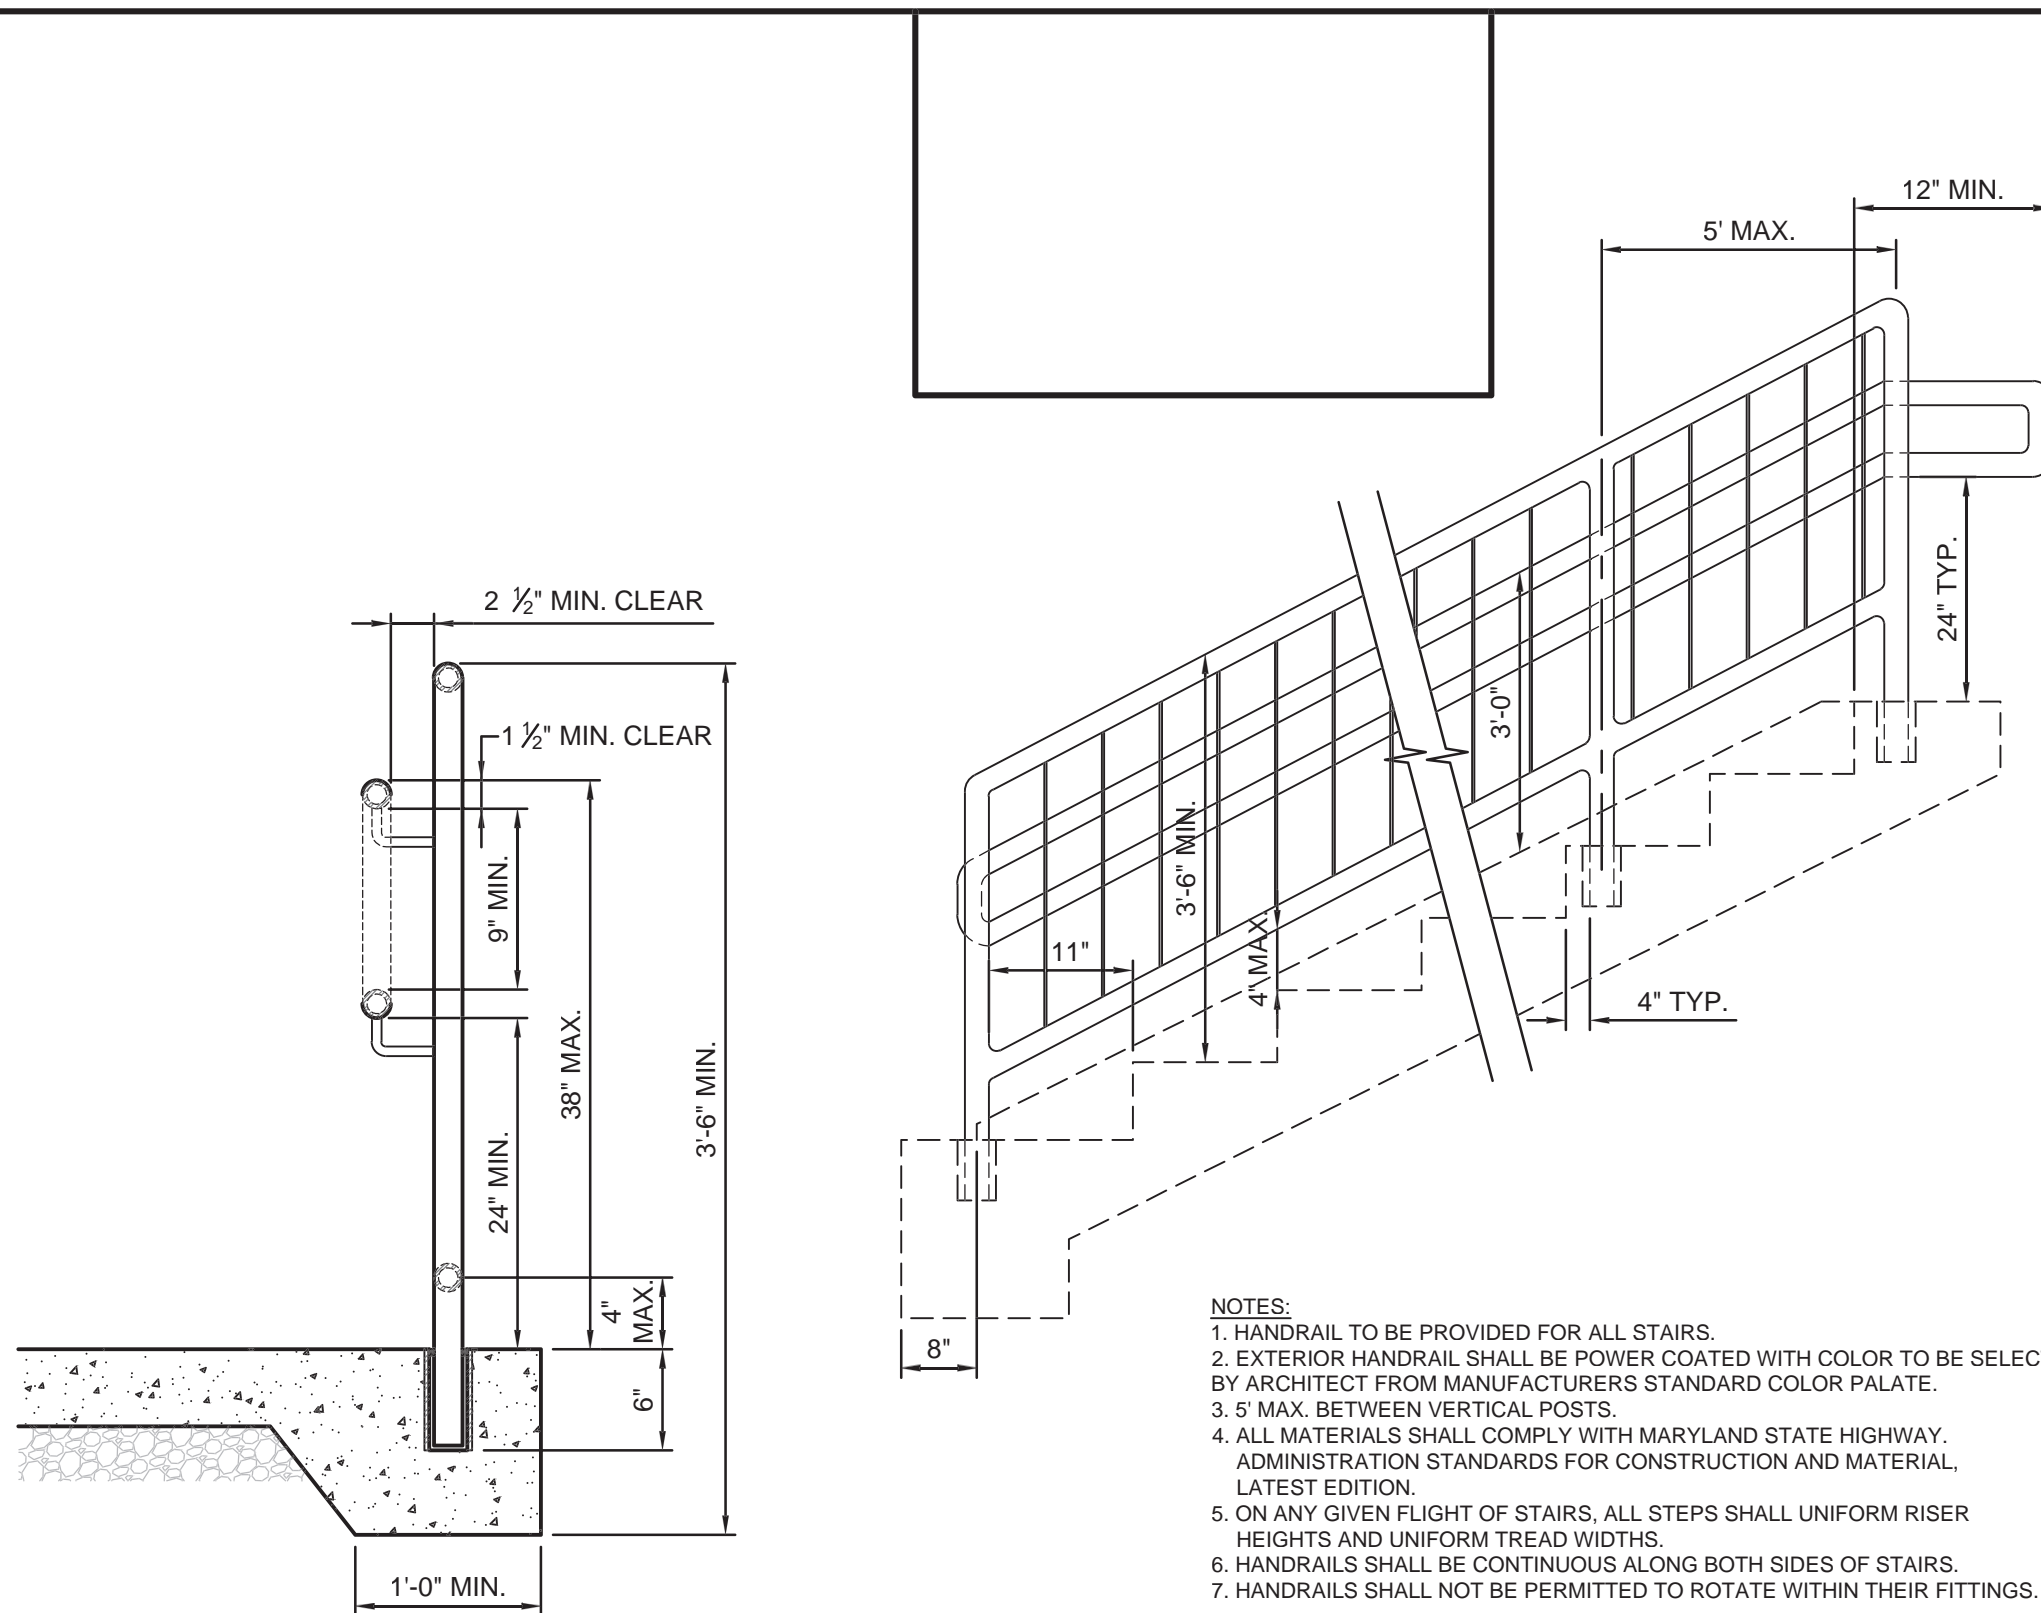 12" MIN.
5' MAX.
24" TYP.
3'-0"
3'-6" MIN.
4" MAX.
11"
4" TYP.
8"
2 ½" MIN. CLEAR
1 ½" MIN. CLEAR
9" MIN.
38" MAX.
3'-6" MIN.
24" MIN.
4"
MAX.
6"
1'-0" MIN.
NOTES:
1. HANDRAIL TO BE PROVIDED FOR ALL STAIRS.
2. EXTERIOR HANDRAIL SHALL BE POWER COATED WITH COLOR TO BE SELEC
BY ARCHITECT FROM MANUFACTURERS STANDARD COLOR PALATE.
3. 5' MAX. BETWEEN VERTICAL POSTS.
4. ALL MATERIALS SHALL COMPLY WITH MARYLAND STATE HIGHWAY.
ADMINISTRATION STANDARDS FOR CONSTRUCTION AND MATERIAL,
LATEST EDITION.
5. ON ANY GIVEN FLIGHT OF STAIRS, ALL STEPS SHALL UNIFORM RISER
HEIGHTS AND UNIFORM TREAD WIDTHS.
6. HANDRAILS SHALL BE CONTINUOUS ALONG BOTH SIDES OF STAIRS.
7. HANDRAILS SHALL NOT BE PERMITTED TO ROTATE WITHIN THEIR FITTINGS.